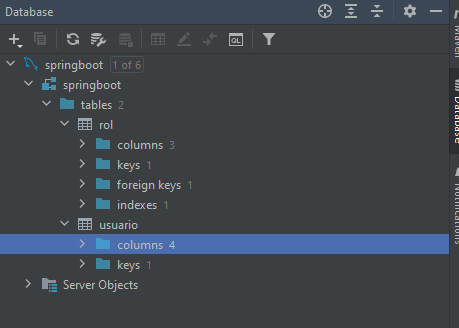 Database
QL
springboot 1 of 6
springboot
tables 2
rol
columns 3
keys 1
foreign keys 1
indexes 1
usuario
columns 4
keys 1
Server Objects
Maven
Database
Notifications